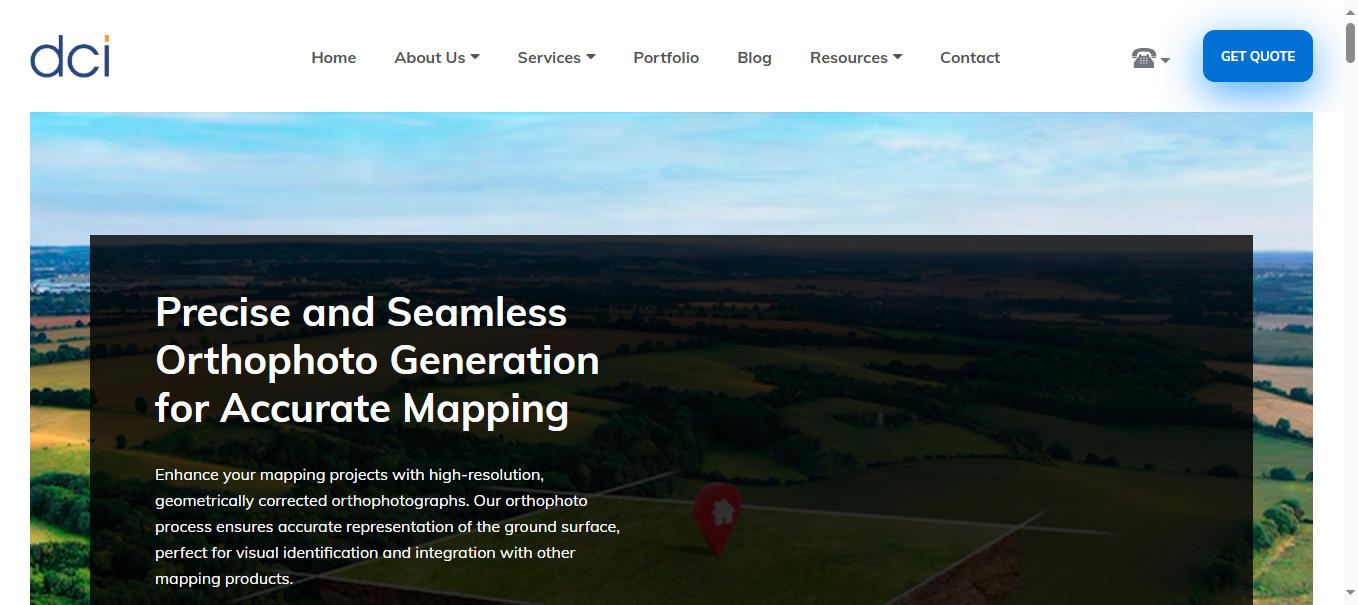 dci
Home About Us Services Portfolio Blog Resources Contact GET QUOTE
Precise and Seamless
Orthophoto Generation
for Accurate Mapping
Enhance your mapping projects with high-resolution,
geometrically corrected orthophotographs. Our orthophoto
process ensures accurate representation of the ground surface,
perfect for visual identification and integration with other
mapping products.